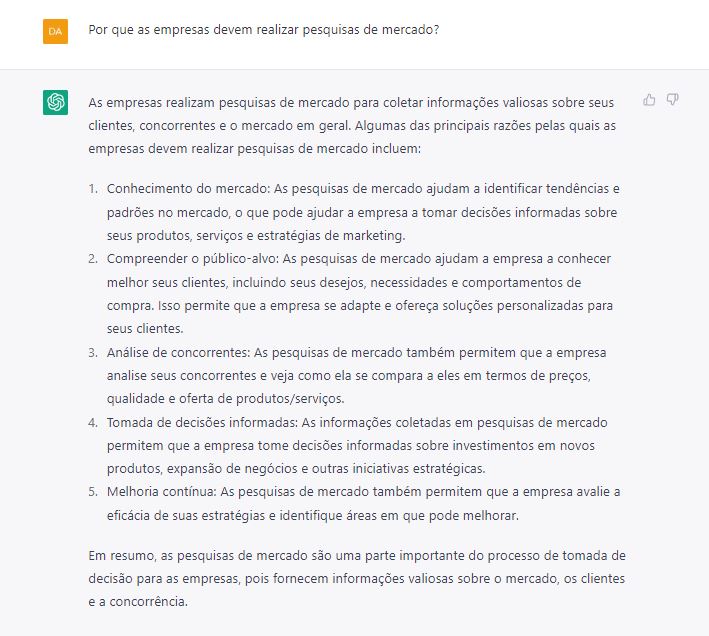 DA
Por que as empresas devem realizar pesquisas de mercado?
As empresas realizam pesquisas de mercado para coletar informações valiosas sobre seus
clientes, concorrentes e o mercado em geral. Algumas das principais razões pelas quais as
empresas devem realizar pesquisas de mercado incluem:
1. Conhecimento do mercado: As pesquisas de mercado ajudam a identificar tendências e
padrões no mercado, o que pode ajudar a empresa a tomar decisões informadas sobre
seus produtos, serviços e estratégias de marketing.
2. Compreender o público-alvo: As pesquisas de mercado ajudam a empresa a conhecer
melhor seus clientes, incluindo seus desejos, necessidades e comportamentos de
compra. Isso permite que a empresa se adapte e ofereça soluções personalizadas para
seus clientes.
3. Análise de concorrentes: As pesquisas de mercado também permitem que a empresa
analise seus concorrentes e veja como ela se compara a eles em termos de preços,
qualidade e oferta de produtos/serviços.
4. Tomada de decisões informadas: As informações coletadas em pesquisas de mercado
permitem que a empresa tome decisões informadas sobre investimentos em novos
produtos, expansão de negócios e outras iniciativas estratégicas.
5. Melhoria contínua: As pesquisas de mercado também permitem que a empresa avalie a
eficácia de suas estratégias e identifique áreas em que pode melhorar.
Em resumo, as pesquisas de mercado são uma parte importante do processo de tomada de
decisão para as empresas, pois fornecem informações valiosas sobre o mercado, os clientes
e a concorrência.